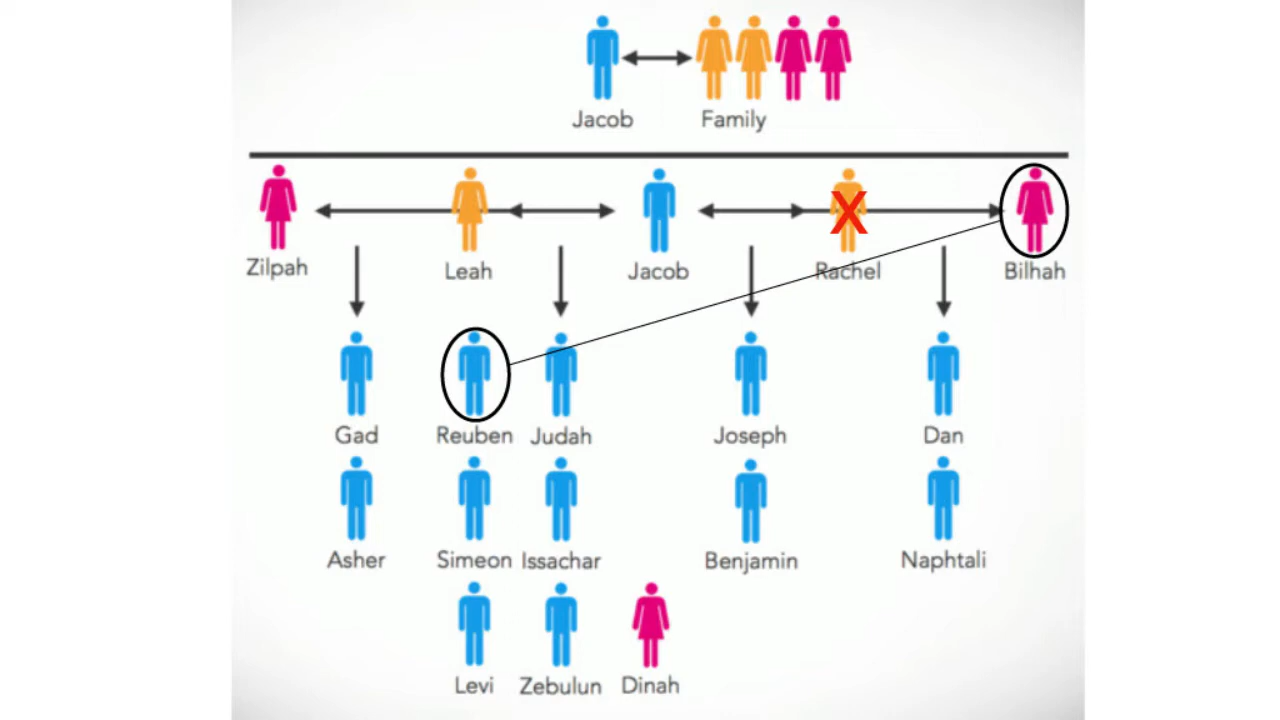 Jacob Family
Zilpah Leah Jacob Rachel Bilhah
X
Gad Reuben Judah Joseph Dan
Asher Simeon Issachar Benjamin Naphtali
Levi Zebulun Dinah